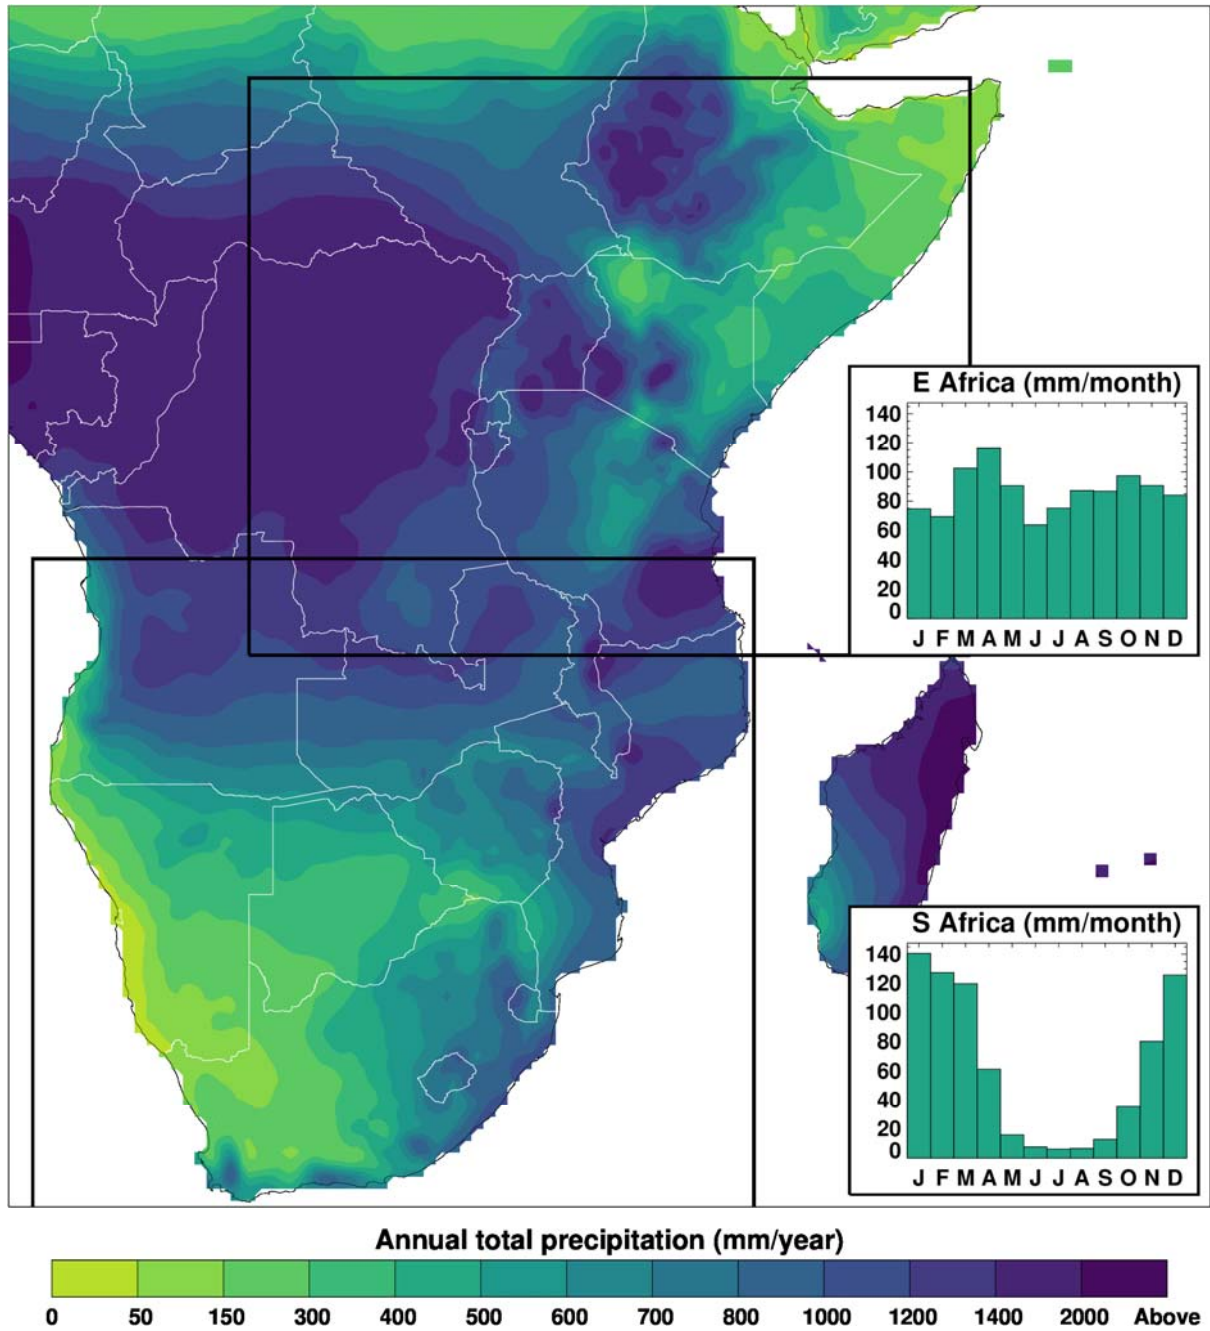 E Africa (mm/month)
140
120
100
80
60
40
20
0
J F M A M J J A S O N D
S Africa (mm/month)
140
120
100
80
60
40
20
0
J F M A M J J A S O N D
Annual total precipitation (mm/year)
0 50 150 300 400 500 600 700 800 1000 1200 1400 2000 Above